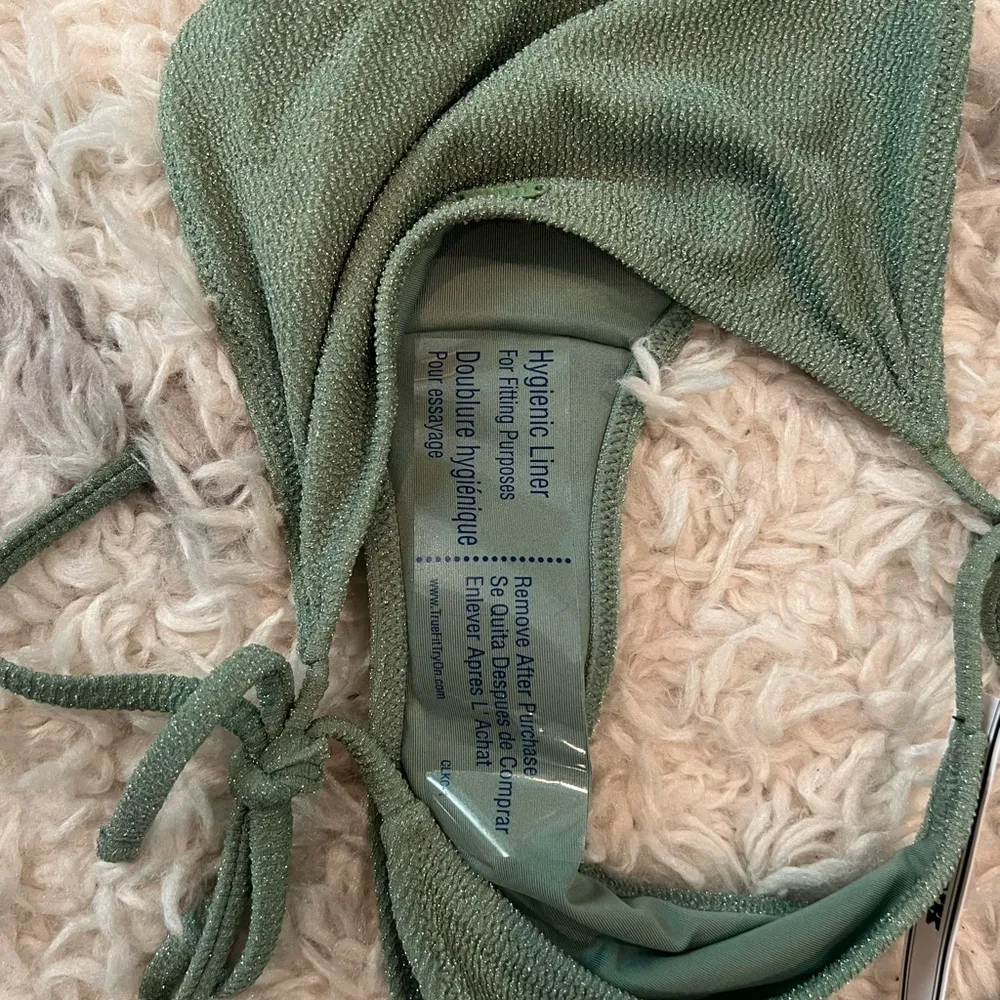 Hygienic Liner
For Fitting Purposes
Doublure hygiénique
Pour essayage
Remove After Purchase
Se Quita Despues de Comprar
Enlever Apres L' Achat
www.TrueFitTryOn.com